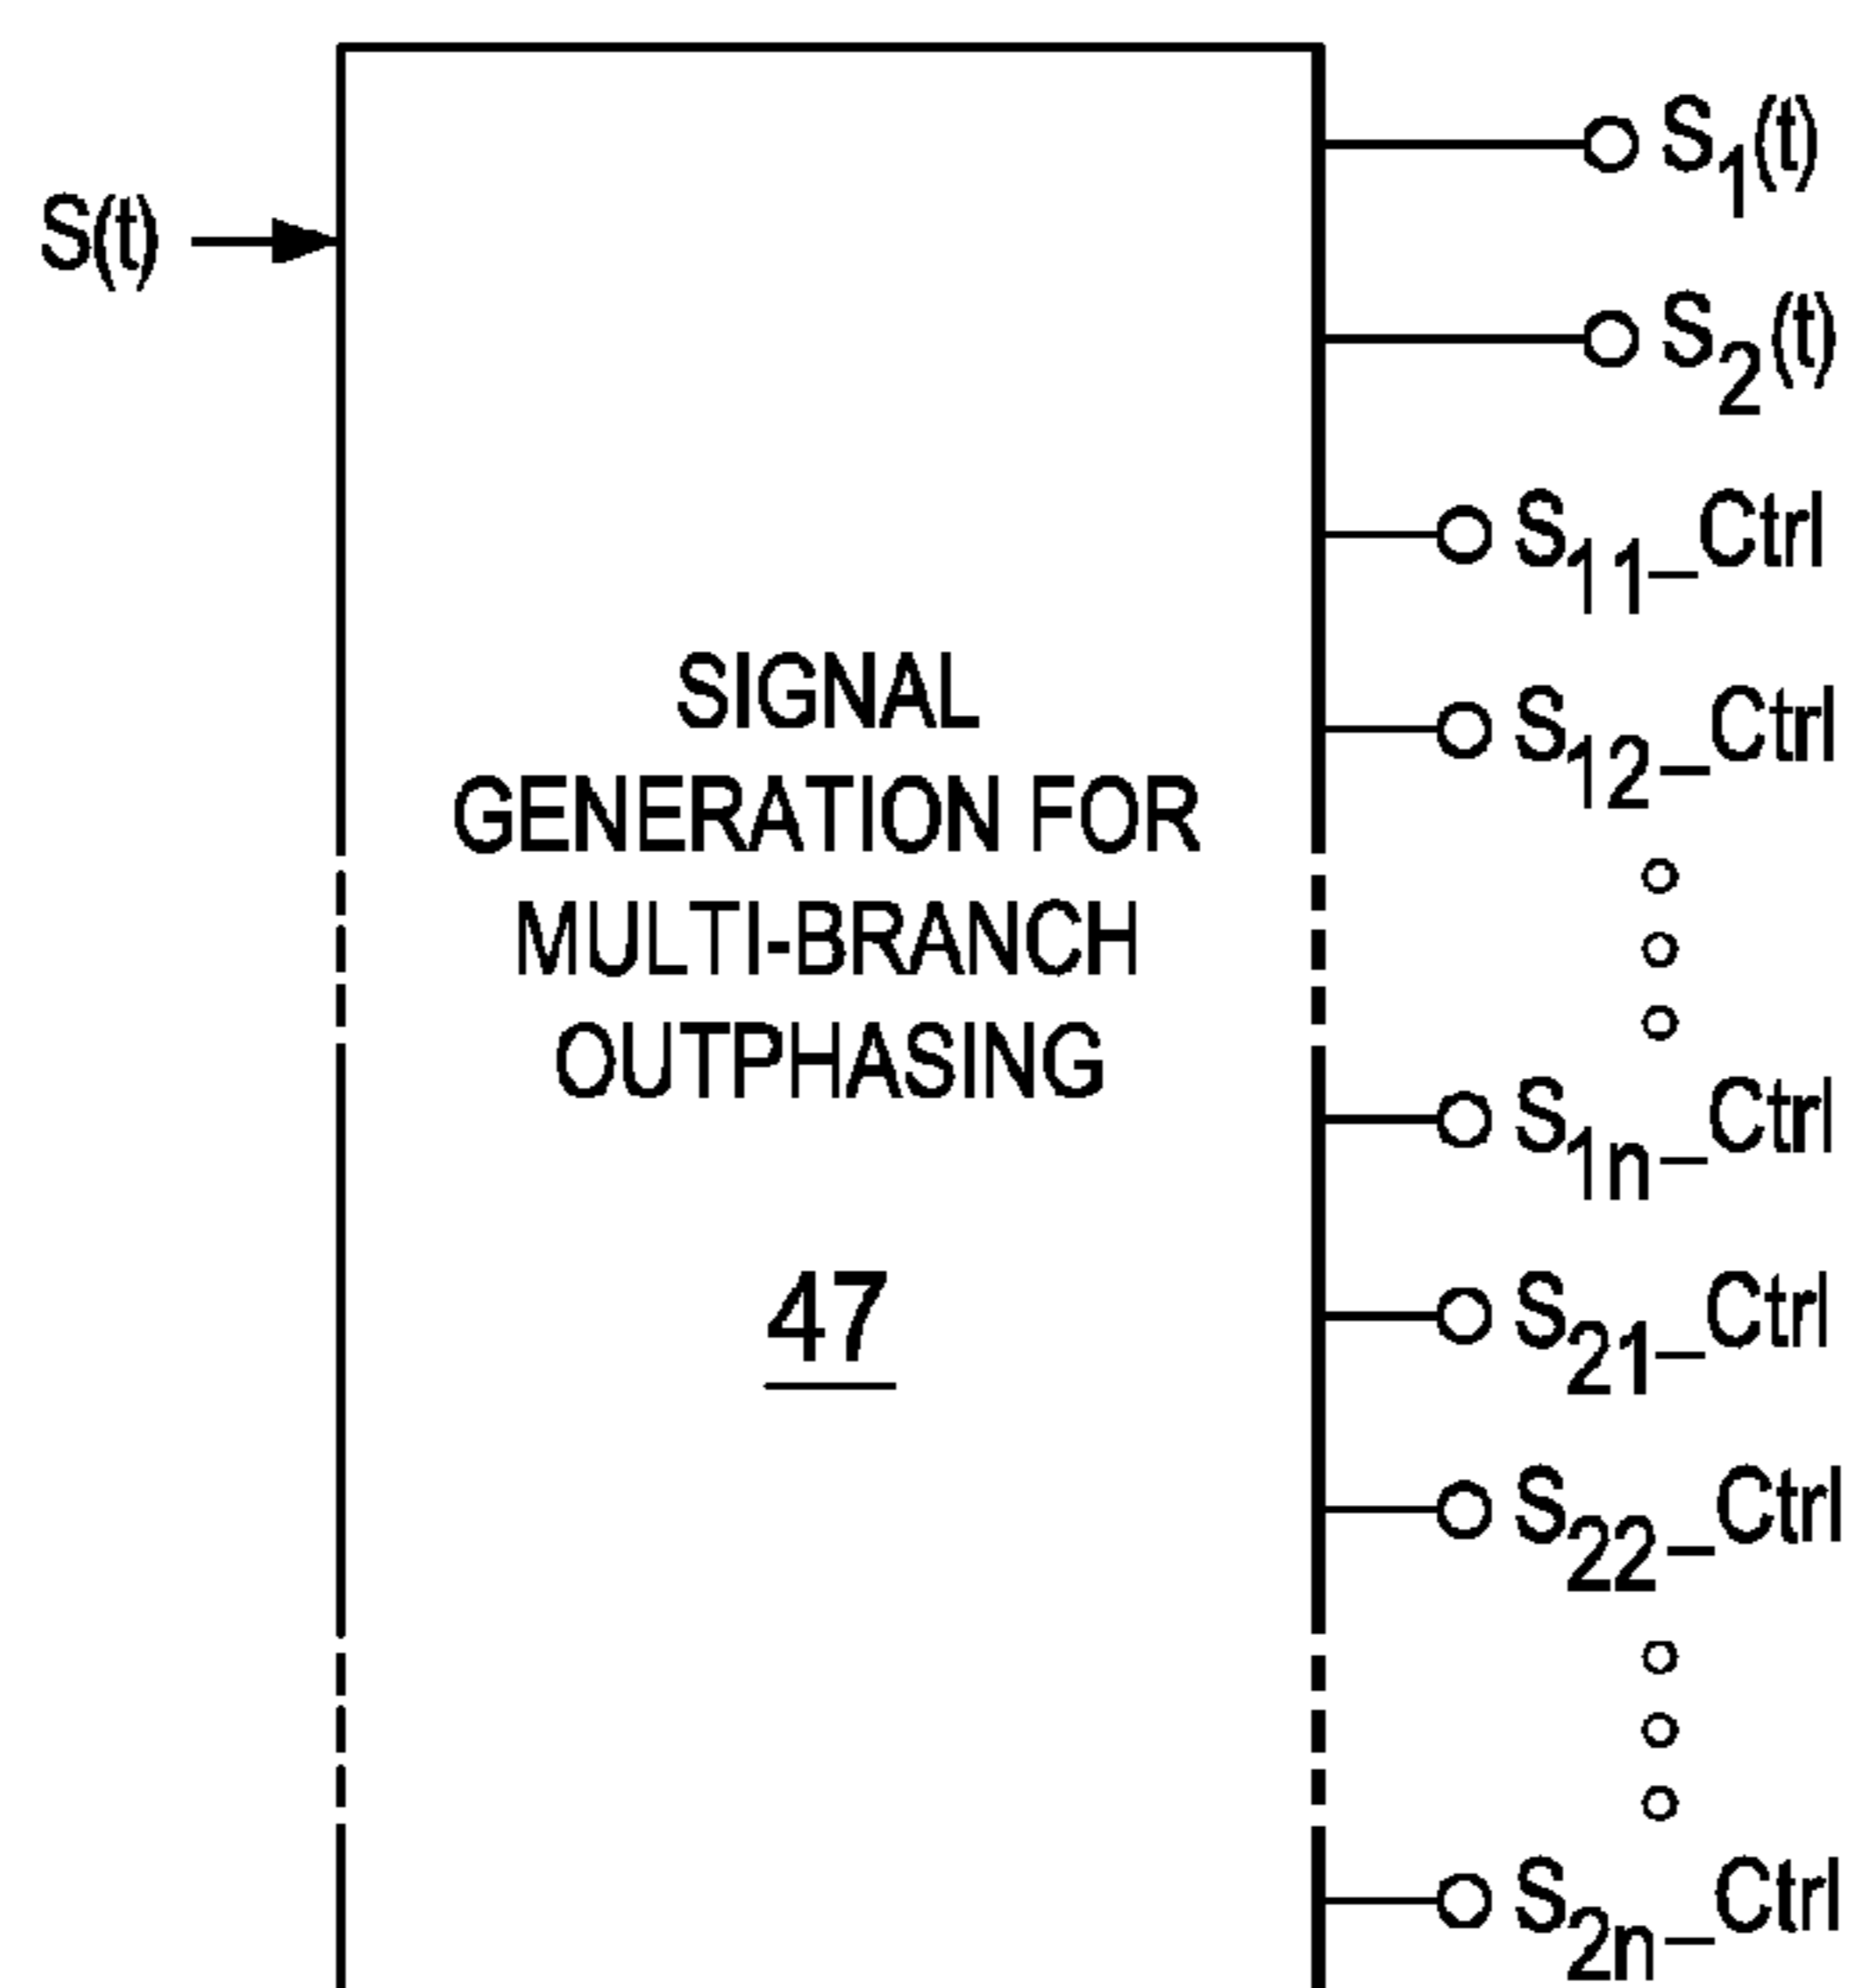 S(t)
SIGNAL
GENERATION FOR
MULTI-BRANCH
OUTPHASING
47
S1(t)
S2(t)
S11_Ctrl
S12_Ctrl
S1n_Ctrl
S21_Ctrl
S22_Ctrl
S2n_Ctrl